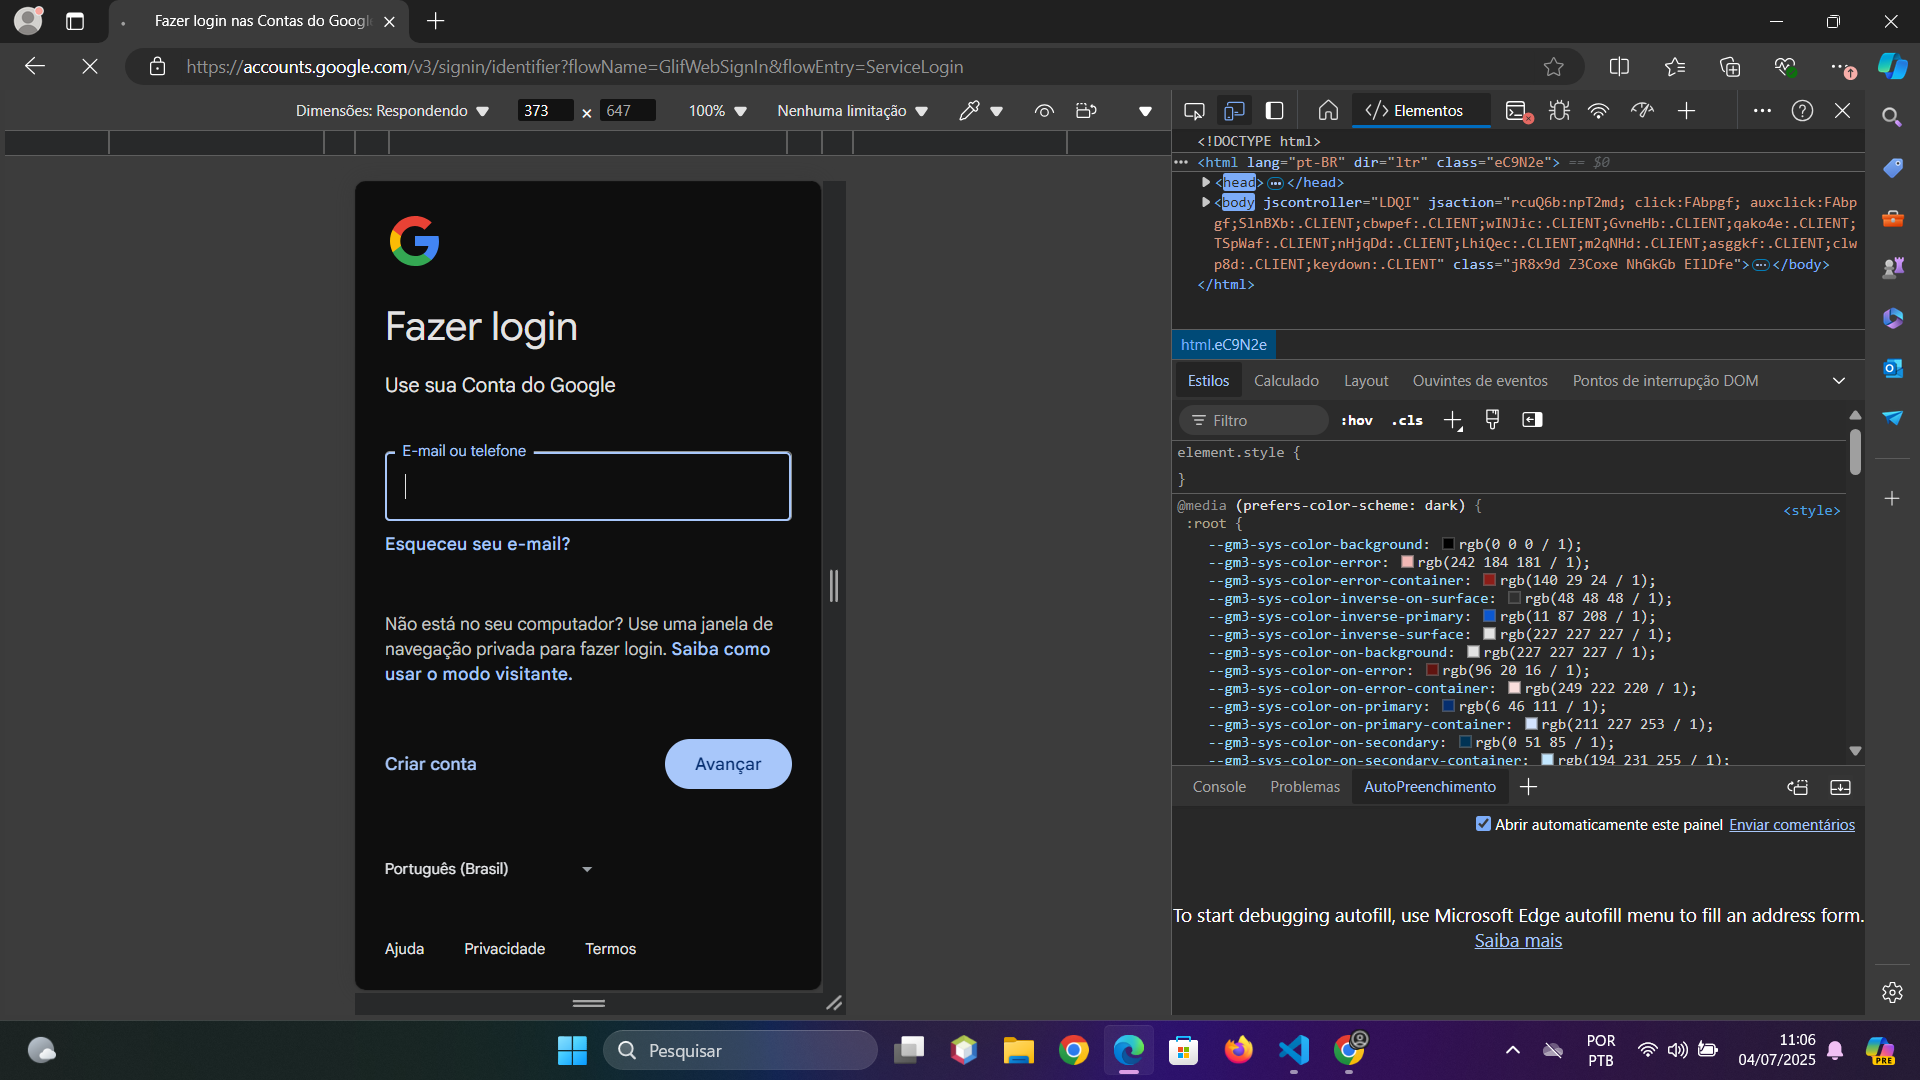 Fazer login nas Contas do Googl
https://accounts.google.com/v3/signin/identifier?flowName=GlifWebSignIn&flowEntry=ServiceLogin
Dimensões: Respondendo 373 × 647 100% Nenhuma limitação
Fazer login
Use sua Conta do Google
E-mail ou telefone
Esqueceu seu e-mail?
Não está no seu computador? Use uma janela de
navegação privada para fazer login. Saiba como
usar o modo visitante.
Criar conta
Avançar
Português (Brasil)
Ajuda Privacidade Termos
Elementos
<!DOCTYPE html>
<html lang="pt-BR" dir="ltr" class="eC9N2e"> == $0
<head> </head>
<body jscontroller="LDQI" jsaction="rcuQ6b:npT2md; click:FAbpgf; auxclick:FAbp
gf;SlnBXb:.CLIENT;cbwpef:.CLIENT;wINJic:.CLIENT;GvneHb:.CLIENT;qako4e:.CLIENT;
TSpWaf:.CLIENT;nHjqDd:.CLIENT;LhiQec:.CLIENT;m2qNHd:.CLIENT;asggkf:.CLIENT;clw
p8d:.CLIENT;keydown:.CLIENT" class="jR8x9d Z3Coxe NhGkGb EIlDfe"> </body>
</html>
html.eC9N2e
Estilos Calculado Layout Ouvintes de eventos Pontos de interrupção DOM
Filtro :hov .cls
element.style {
}
@media (prefers-color-scheme: dark) {
<style>
:root {
--gm3-sys-color-background: rgb(0 0 0 / 1);
--gm3-sys-color-error: rgb(242 184 181 / 1);
--gm3-sys-color-error-container: rgb(140 29 24 / 1);
--gm3-sys-color-inverse-on-surface: rgb(48 48 48 / 1);
--gm3-sys-color-inverse-primary: rgb(11 87 208 / 1);
--gm3-sys-color-inverse-surface: rgb(227 227 227 / 1);
--gm3-sys-color-on-background: rgb(227 227 227 / 1);
--gm3-sys-color-on-error: rgb(96 20 16 / 1);
--gm3-sys-color-on-error-container: rgb(249 222 220 / 1);
--gm3-sys-color-on-primary: rgb(6 46 111 / 1);
--gm3-sys-color-on-primary-container: rgb(211 227 253 / 1);
--gm3-sys-color-on-secondary: rgb(0 51 85 / 1);
--gm3-sys-color-on-secondary-container: rgb(194 231 255 / 1);
Console Problemas AutoPreenchimento
Abrir automaticamente este painel Enviar comentários
To start debugging autofill, use Microsoft Edge autofill menu to fill an address form.
Saiba mais
Pesquisar
POR
PTB
11:06
04/07/2025
PRE